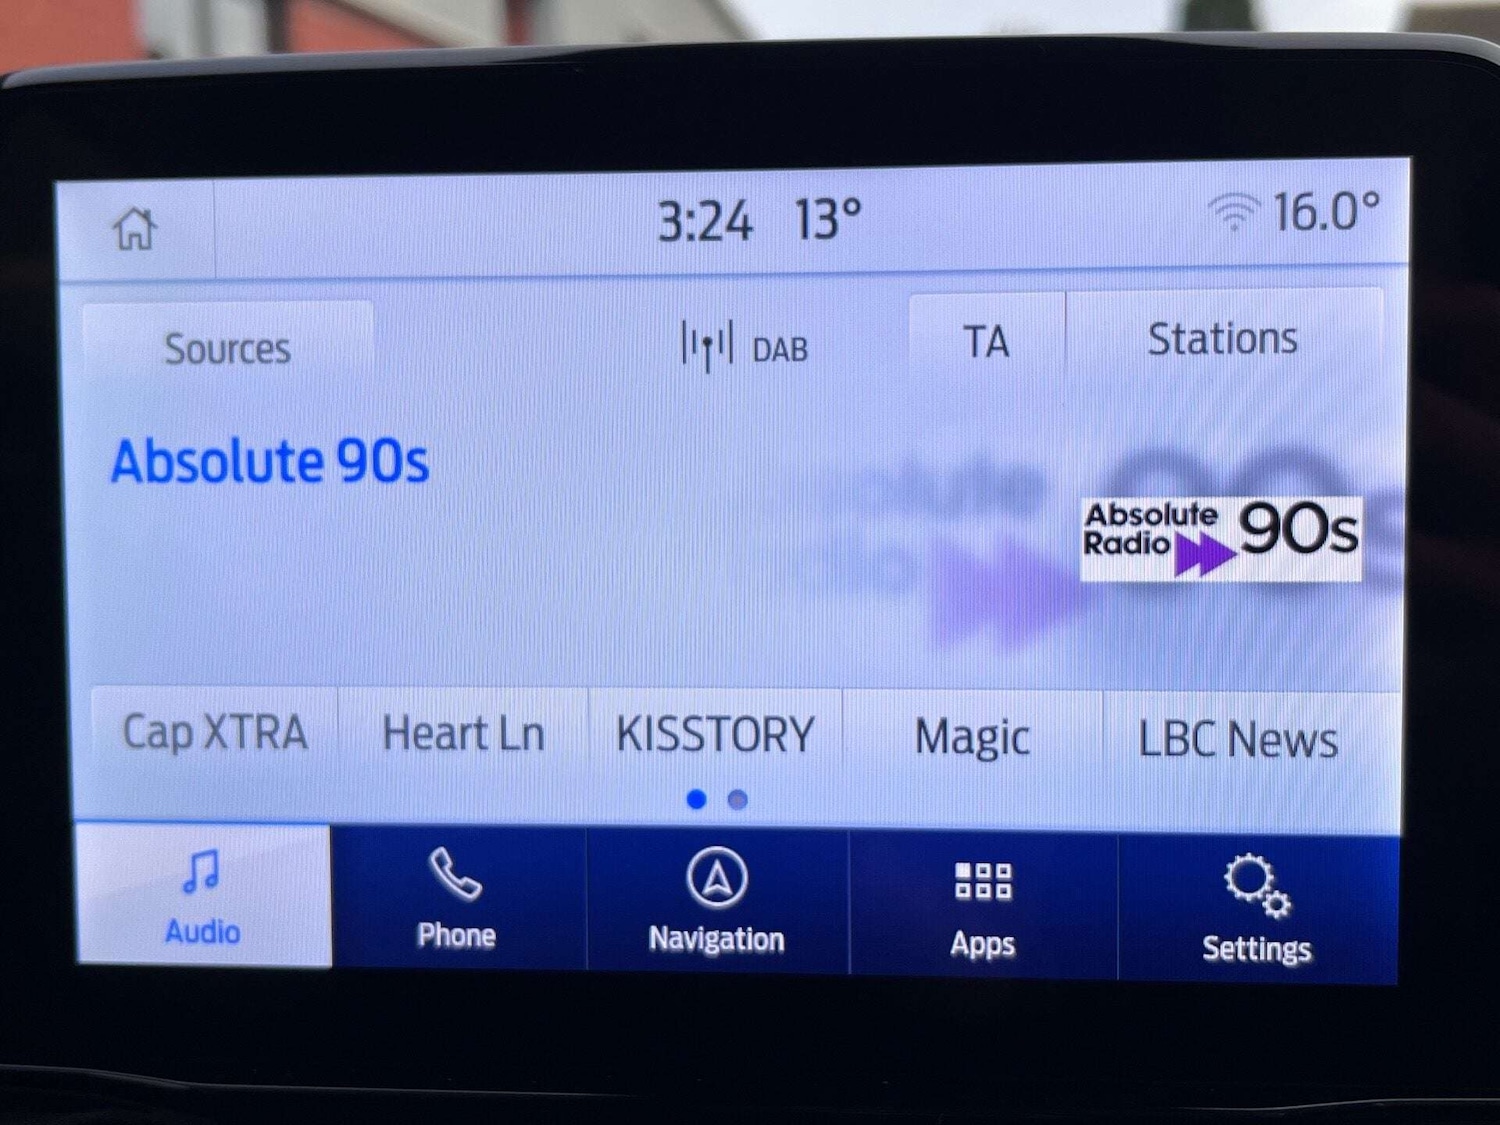 3:24 13° 16.0°
Sources DAB TA Stations
Absolute 90s
Absolute
Radio 90s
Cap XTRA Heart Ln KISSTORY Magic LBC News
Audio Phone Navigation Apps Settings